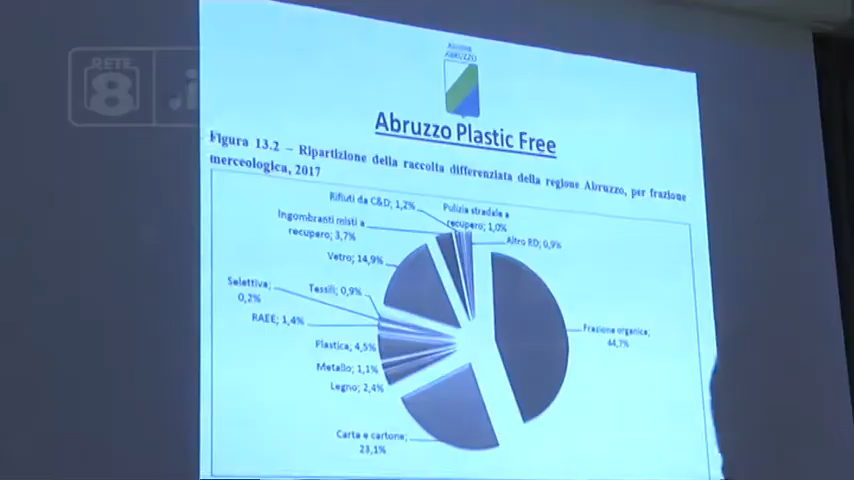 RETE
8
.i
REGIONE
ABRUZZO
Abruzzo Plastic Free
Figura 13.2 – Ripartizione della raccolta differenziata della regione Abruzzo, per frazione
merceologica, 2017
Rifiuti da C&D; 1,2%
Pulizia stradale a
recupero; 1,0%
Ingombranti misti a
recupero; 3,7%
Altro RD; 0,9%
Vetro; 14,9%
Selettiva;
0,2%
Tessili; 0,9%
RAEE; 1,4%
Frazione organica;
44,7%
Plastica; 4,5%
Metallo; 1,1%
Legno; 2,4%
Carta e cartone;
23,1%